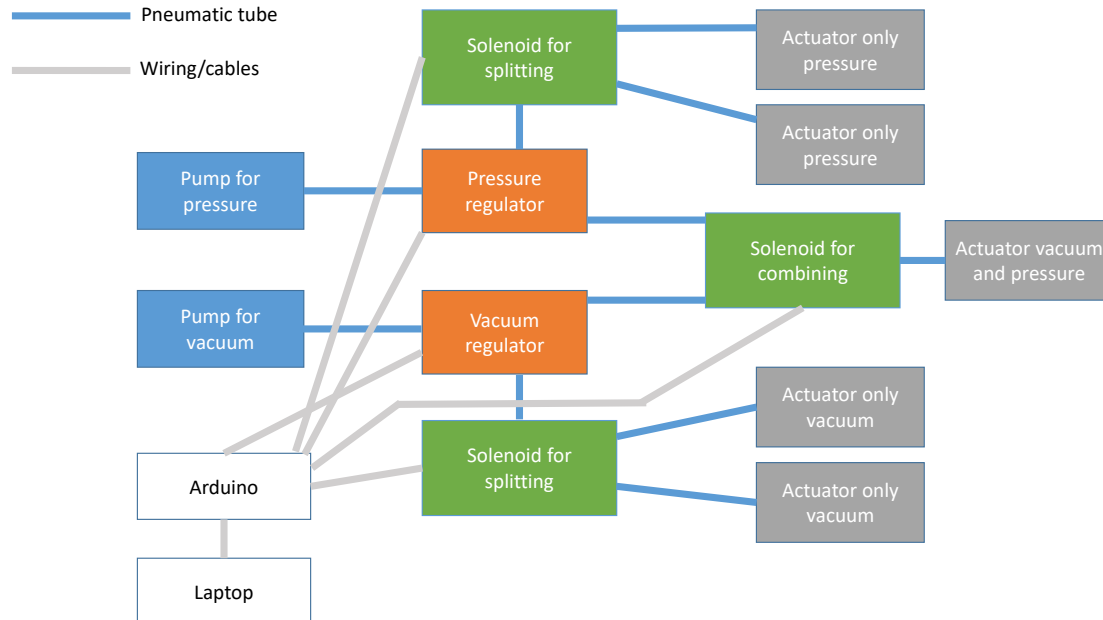 Pneumatic tube
Wiring/cables
Solenoid for
splitting
Actuator only
pressure
Actuator only
pressure
Pump for
pressure
Pressure
regulator
Solenoid for
combining
Actuator vacuum
and pressure
Pump for
vacuum
Vacuum
regulator
Actuator only
vacuum
Solenoid for
splitting
Actuator only
vacuum
Arduino
Laptop